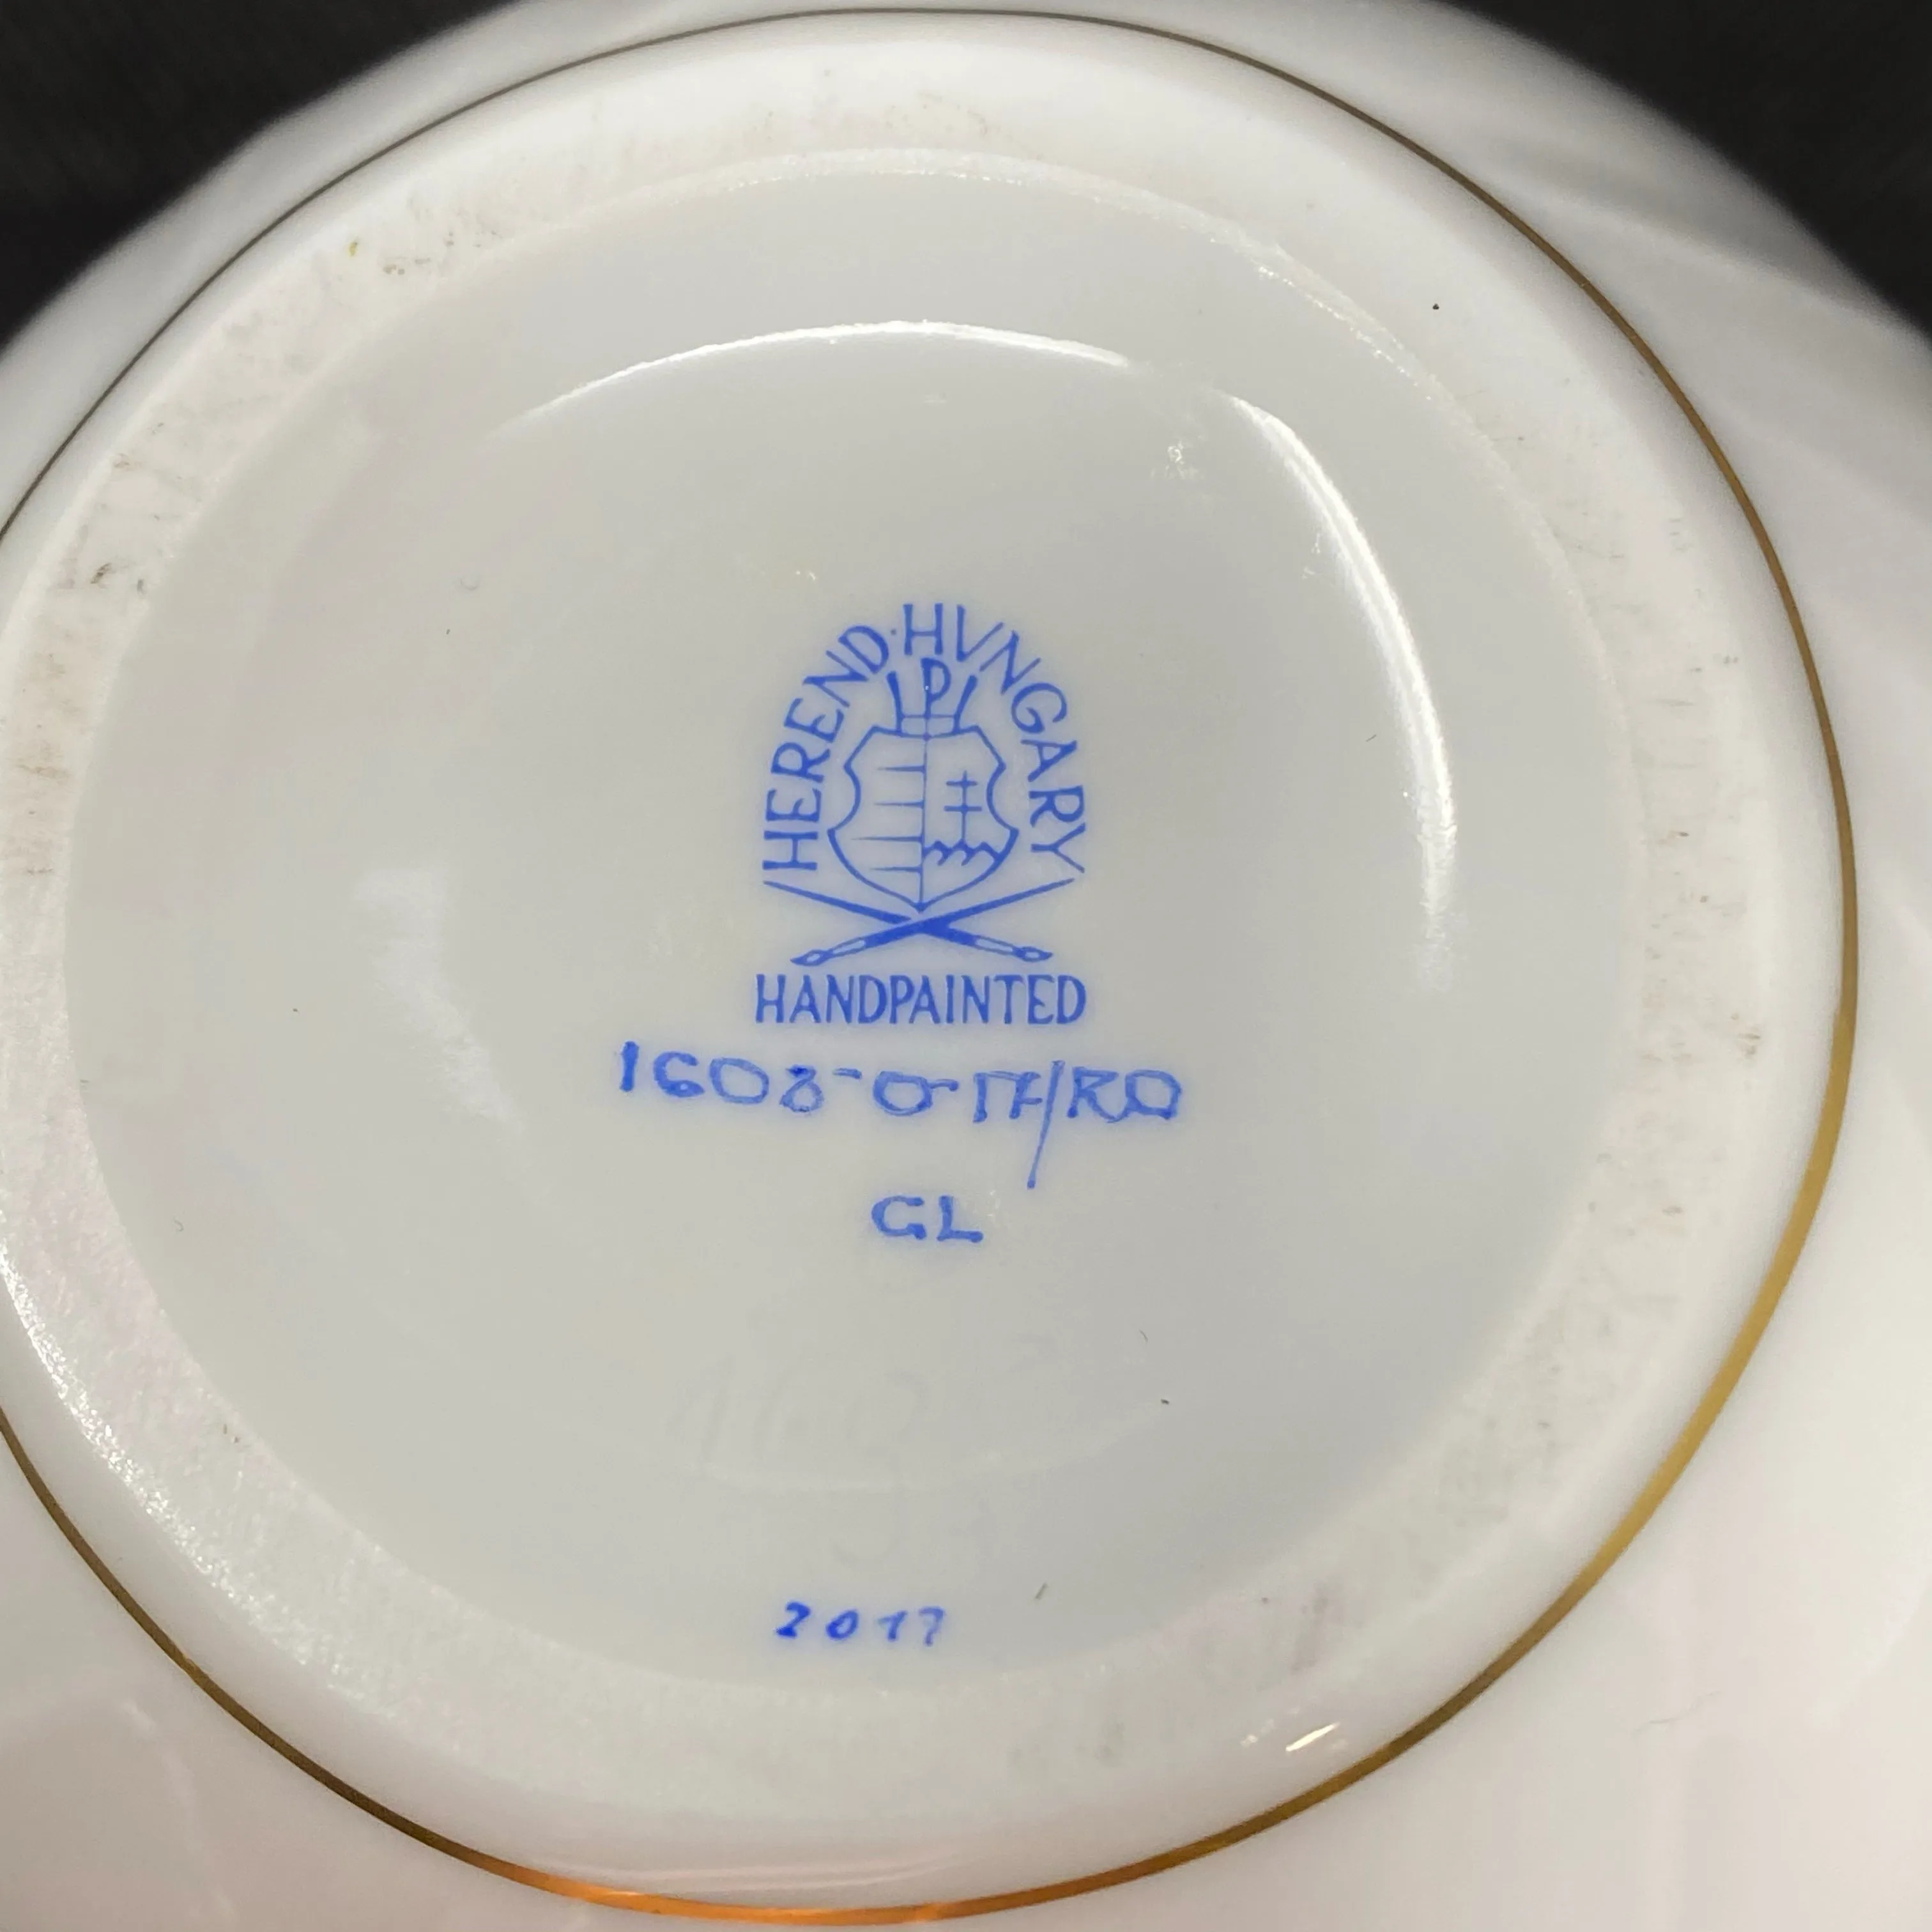 HEREND·HVNGARY
HANDPAINTED
1608-0-17/RO
GL
2017